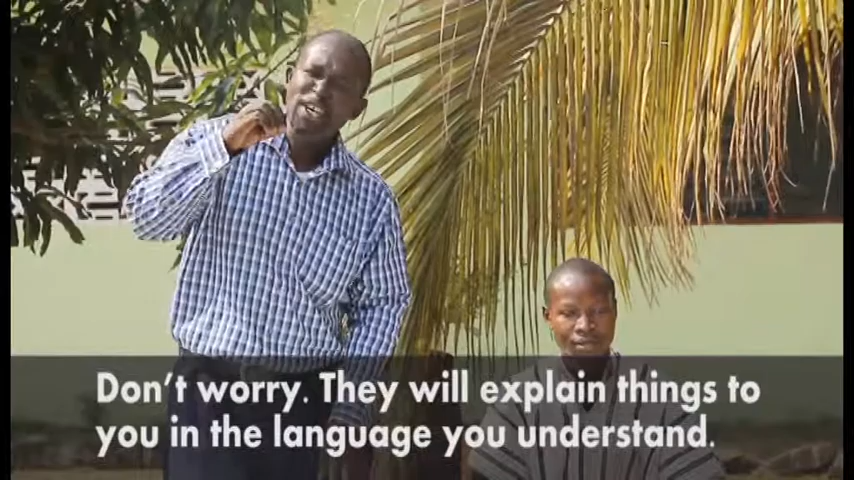 Don't worry. They will explain things to
you in the language you understand.